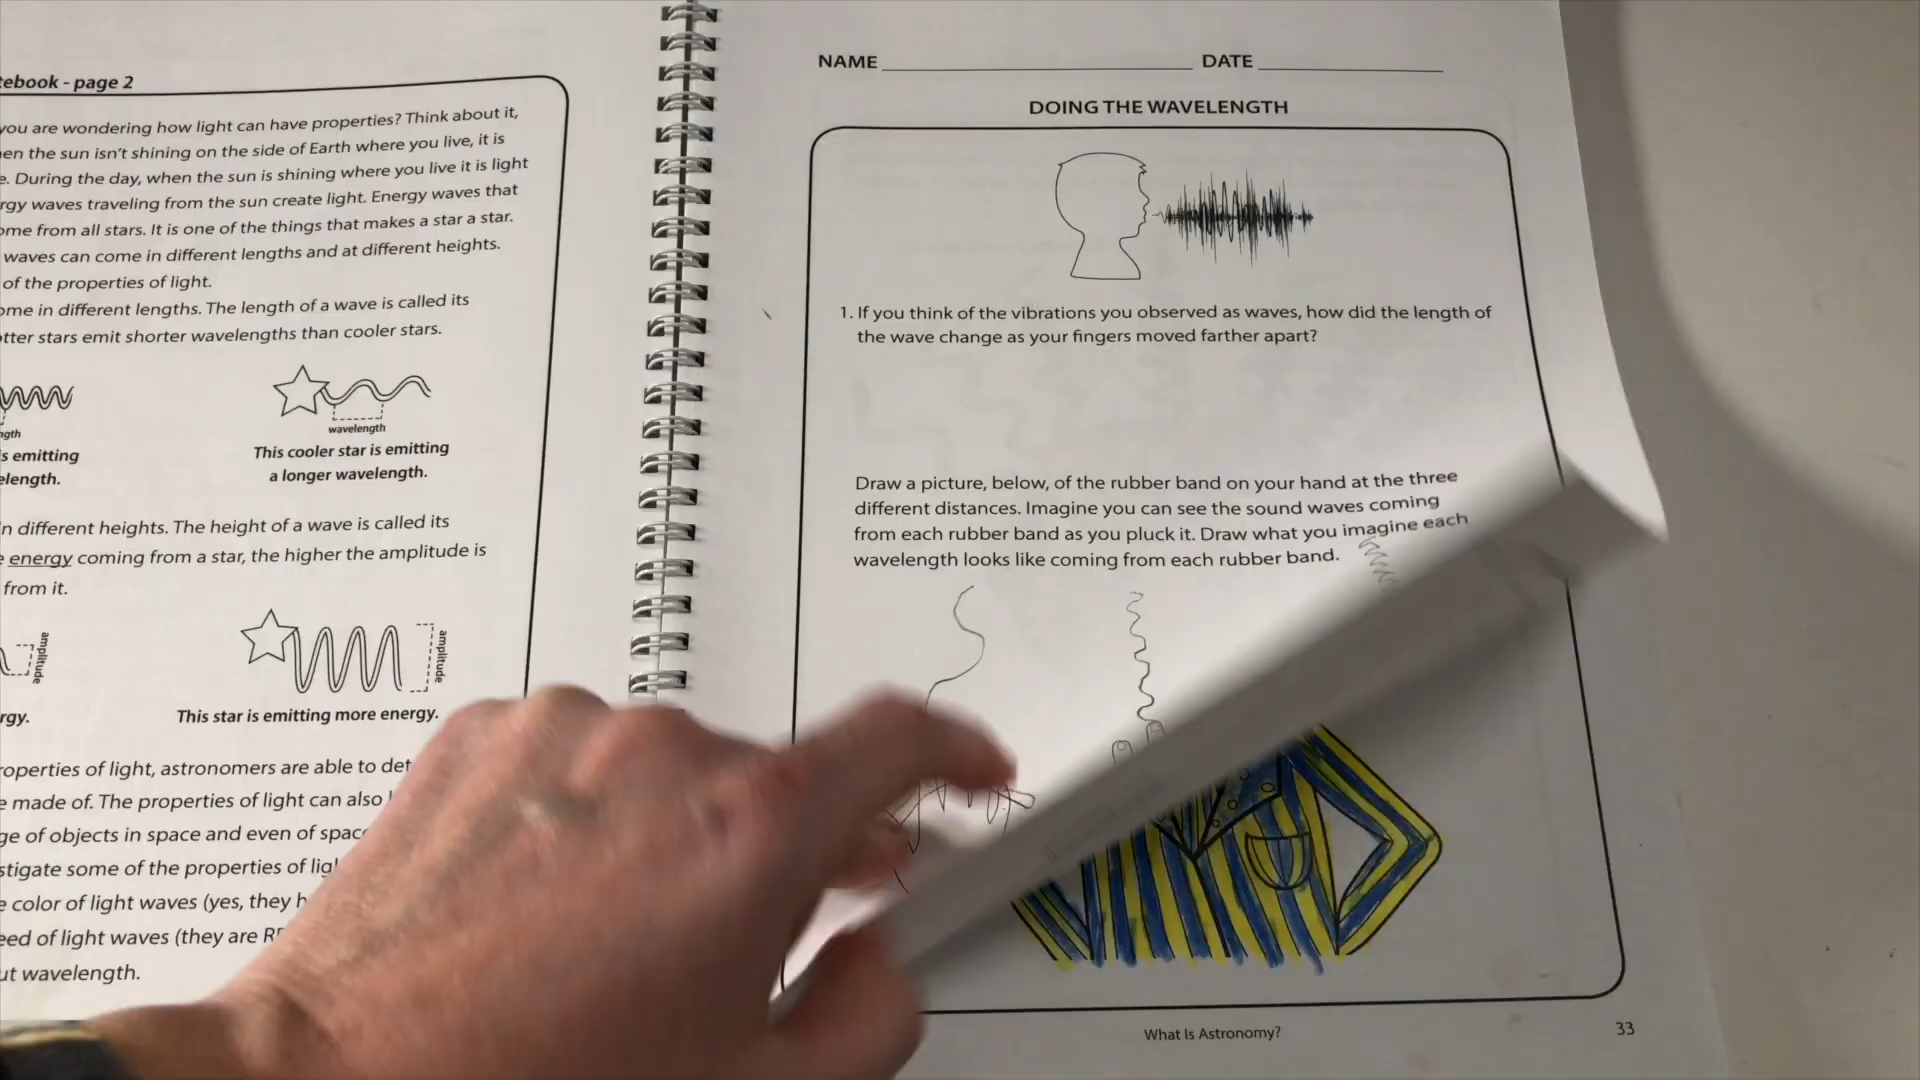 tebook - page 2
you are wondering how light can have properties? Think about it,
en the sun isn't shining on the side of Earth where you live, it is
e. During the day, when the sun is shining where you live it is light
rgy waves traveling from the sun create light. Energy waves that
ome from all stars. It is one of the things that makes a star a star.
waves can come in different lengths and at different heights.
of the properties of light.
ome in different lengths. The length of a wave is called its
tter stars emit shorter wavelengths than cooler stars.
ngth
wavelength
s emitting
elength.
This cooler star is emitting
a longer wavelength.
n different heights. The height of a wave is called its
e energy coming from a star, the higher the amplitude is
from it.
amplitude
amplitude
rgy.
This star is emitting more energy.
roperties of light, astronomers are able to det
e made of. The properties of light can also
ge of objects in space and even of spac
stigate some of the properties of lig
e color of light waves (yes, they h
eed of light waves (they are RE
ut wavelength.
NAME DATE
DOING THE WAVELENGTH
1. If you think of the vibrations you observed as waves, how did the length of
the wave change as your fingers moved farther apart?
Draw a picture, below, of the rubber band on your hand at the three
different distances. Imagine you can see the sound waves coming
from each rubber band as you pluck it. Draw what you imagine each
wavelength looks like coming from each rubber band.
What Is Astronomy?
33